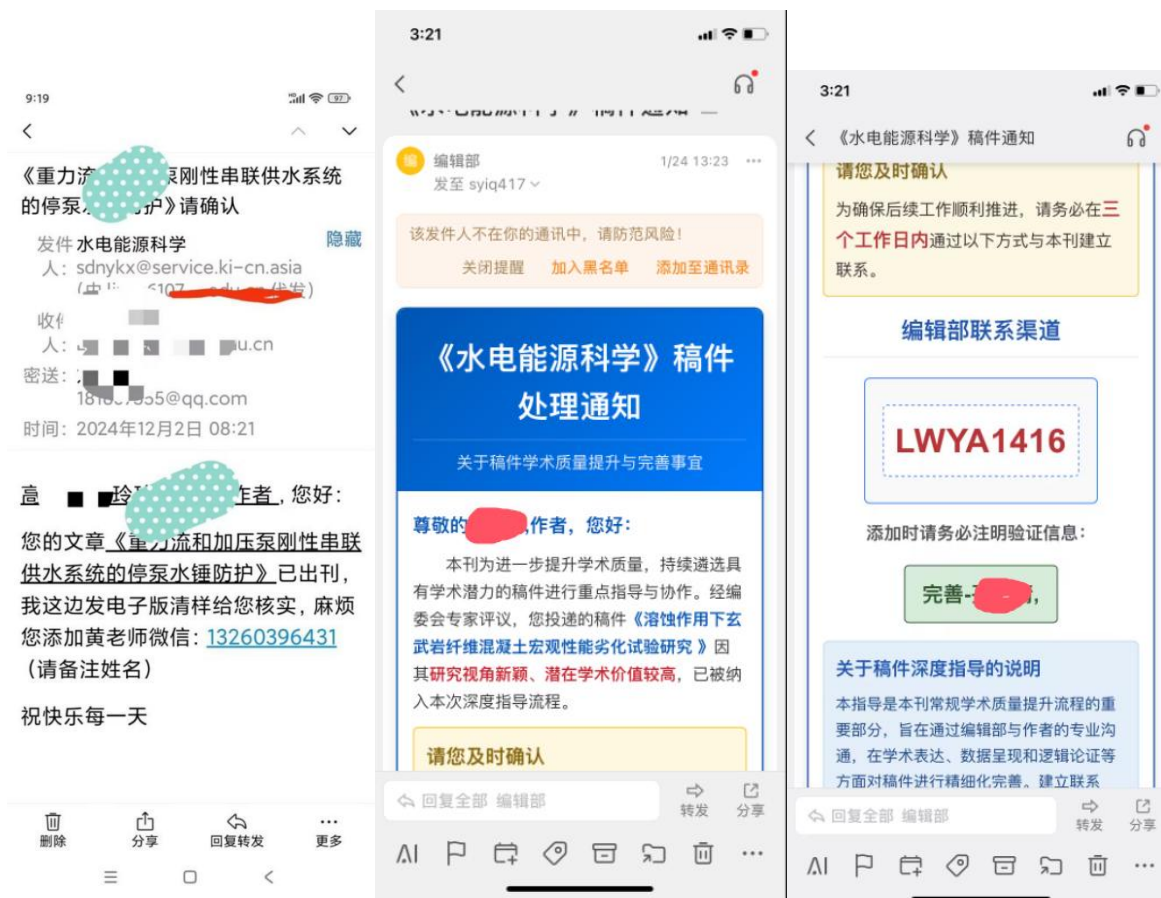 9:19
97
《重力流 泵刚性串联供水系统
的停泵水 护》请确认
发件人: 水电能源科学
隐藏
sdnykx@service.ki-cn.asia
代发)
收件人:
u.cn
密送:
@qq.com
时间: 2024年12月2日 08:21
作者,您好:
您的文章《重力流和加压泵刚性串联
供水系统的停泵水锤防护》已出刊,
我这边发电子版清样给您核实,麻烦
您添加黄老师微信: 13260396431
(请备注姓名)
祝快乐每一天
删除
分享
回复转发
更多
3:21
编
编辑部
1/24 13:23
发至 syiq417
该发件人不在你的通讯中,请防范风险!
关闭提醒 加入黑名单 添加至通讯录
《水电能源科学》稿件
处理通知
关于稿件学术质量提升与完善事宜
尊敬的 作者,您好:
本刊为进一步提升学术质量,持续遴选具
有学术潜力的稿件进行重点指导与协作。经编
委会专家评议,您投递的稿件《溶蚀作用下玄
武岩纤维混凝土宏观性能劣化试验研究 》因
其研究视角新颖、潜在学术价值较高,已被纳
入本次深度指导流程。
请您及时确认
回复全部 编辑部
转发
分享
AI
3:21
《水电能源科学》稿件通知
请您及时确认
为确保后续工作顺利推进,请务必在三
个工作日内通过以下方式与本刊建立
联系。
编辑部联系渠道
LWYA1416
添加时请务必注明验证信息:
完善-
关于稿件深度指导的说明
本指导是本刊常规学术质量提升流程的重
要部分,旨在通过编辑部与作者的专业沟
通,在学术表达、数据呈现和逻辑论证等
方面对稿件进行精细化完善。建立联系
回复全部 编辑部
转发
分享
AI